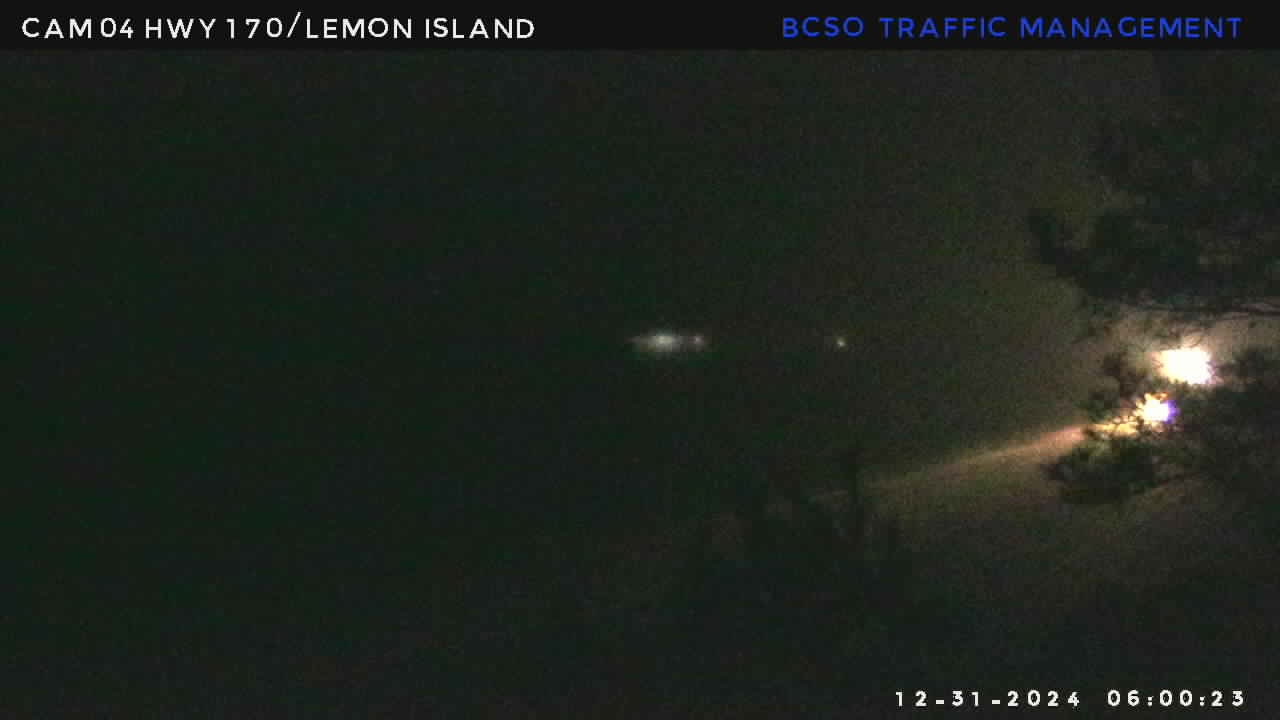 CAM04 HWY 170/LEMON ISLAND
BCSO TRAFFIC MANAGEMENT
12-31-2024 06:00:23